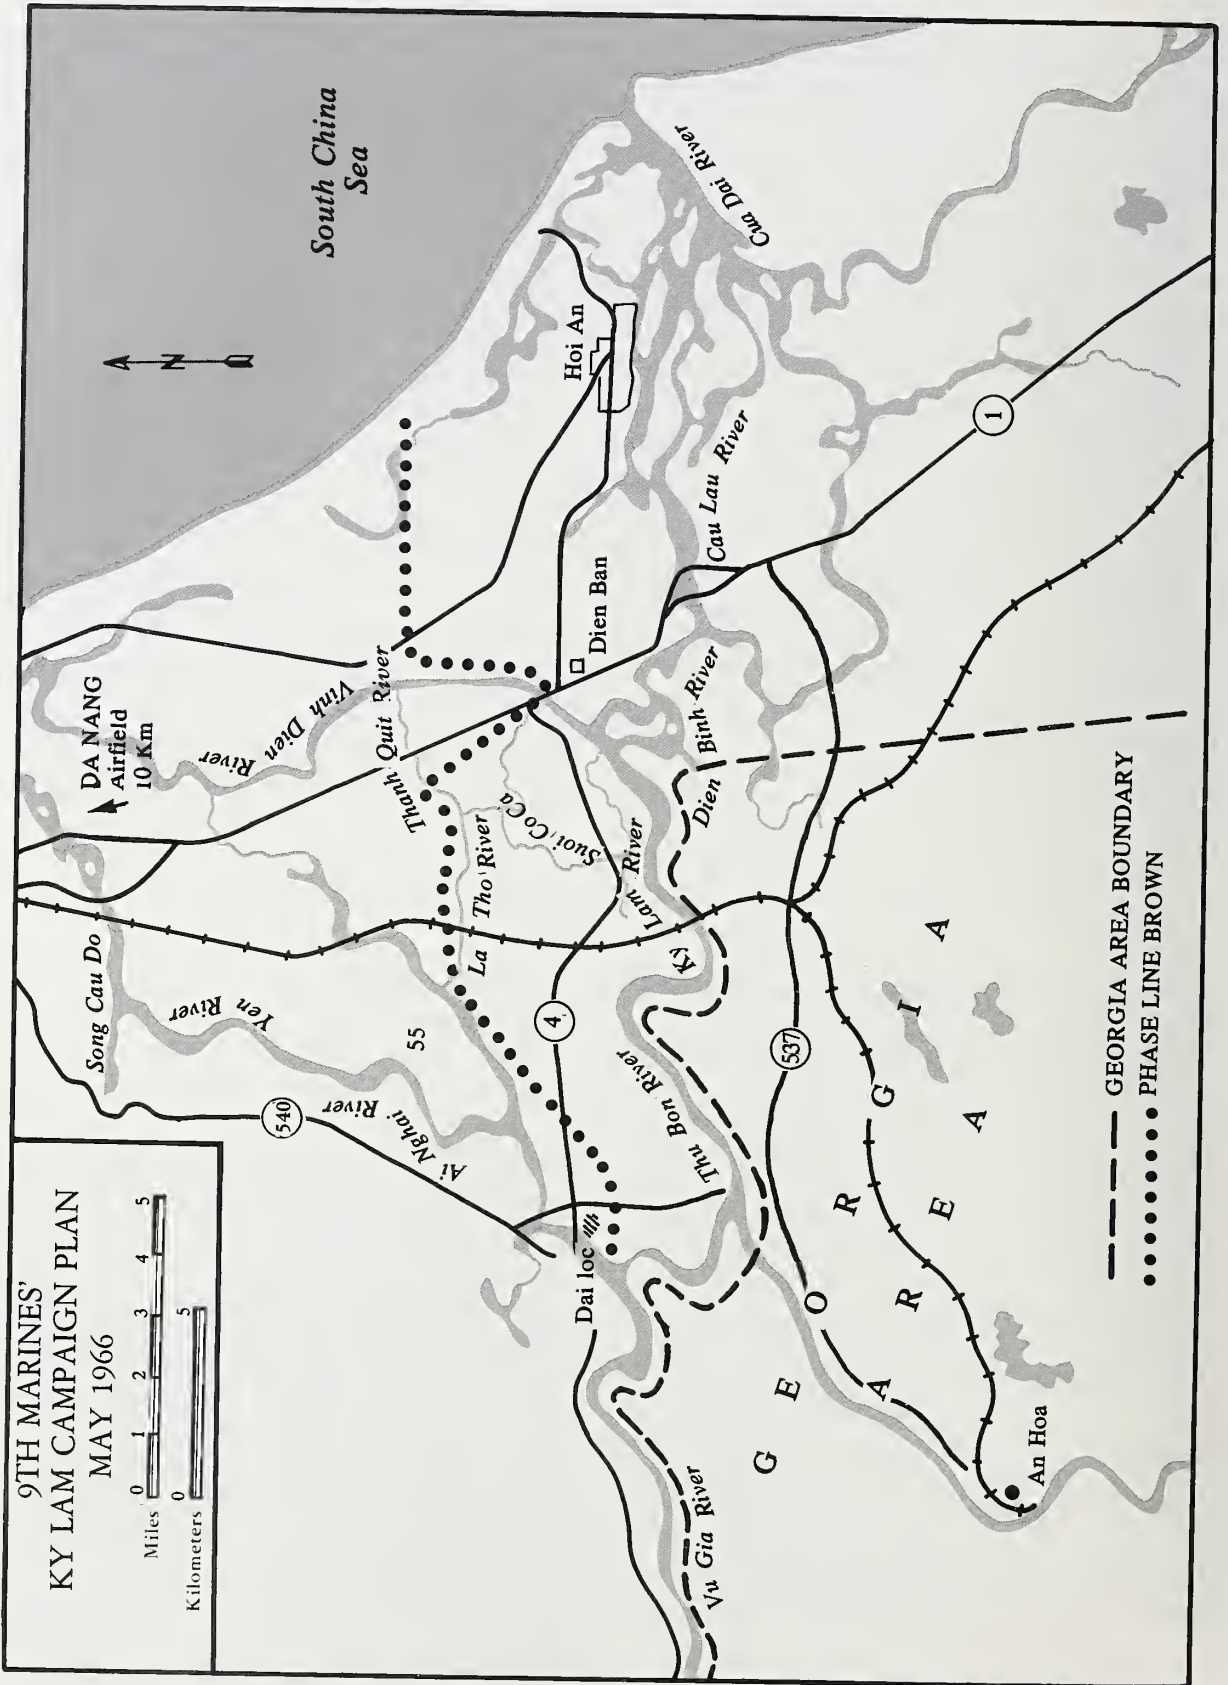 9TH MARINES'
KY LAM CAMPAIGN PLAN
MAY 1966
Miles 0 1 2 3 4 5
Kilometers 0 5
South China
Sea
N
DA NANG
Airfield
10 Km
Song Cau Do
Yen River
Vinh Dien River
540
Ai Nghai River
55
Thanh Quit River
La Tho River
Suoi Co Ca
Hoi An
Cua Dai River
Dien Ban
4
Dai loc
Ky Lam River
Thu Bon River
Cau Lau River
Dien Binh River
1
537
Vu Gia River
GEORGIA
AREA
An Hoa
GEORGIA AREA BOUNDARY
PHASE LINE BROWN